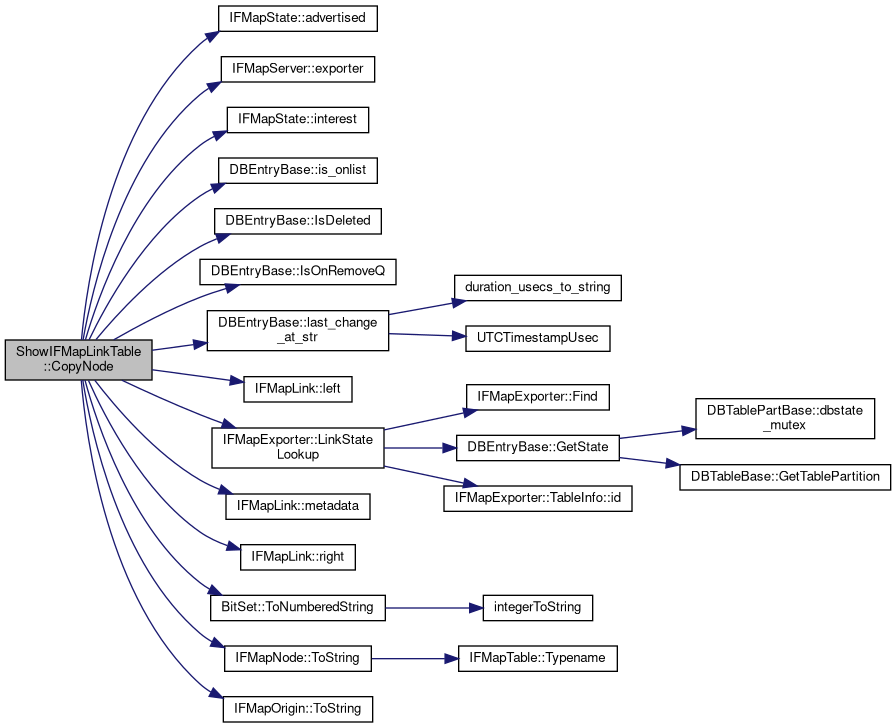 IFMapState::advertised
IFMapServer::exporter
IFMapState::interest
DBEntryBase::is_onlist
DBEntryBase::IsDeleted
DBEntryBase::IsOnRemoveQ
duration_usecs_to_string
DBEntryBase::last_change
_at_str
UTCTimestampUsec
ShowIFMapLinkTable
::CopyNode
IFMapLink::left
IFMapExporter::Find
DBTablePartBase::dbstate
_mutex
IFMapExporter::LinkState
Lookup
DBEntryBase::GetState
DBTableBase::GetTablePartition
IFMapExporter::TableInfo::id
IFMapLink::metadata
IFMapLink::right
BitSet::ToNumberedString
integerToString
IFMapNode::ToString
IFMapTable::Typename
IFMapOrigin::ToString